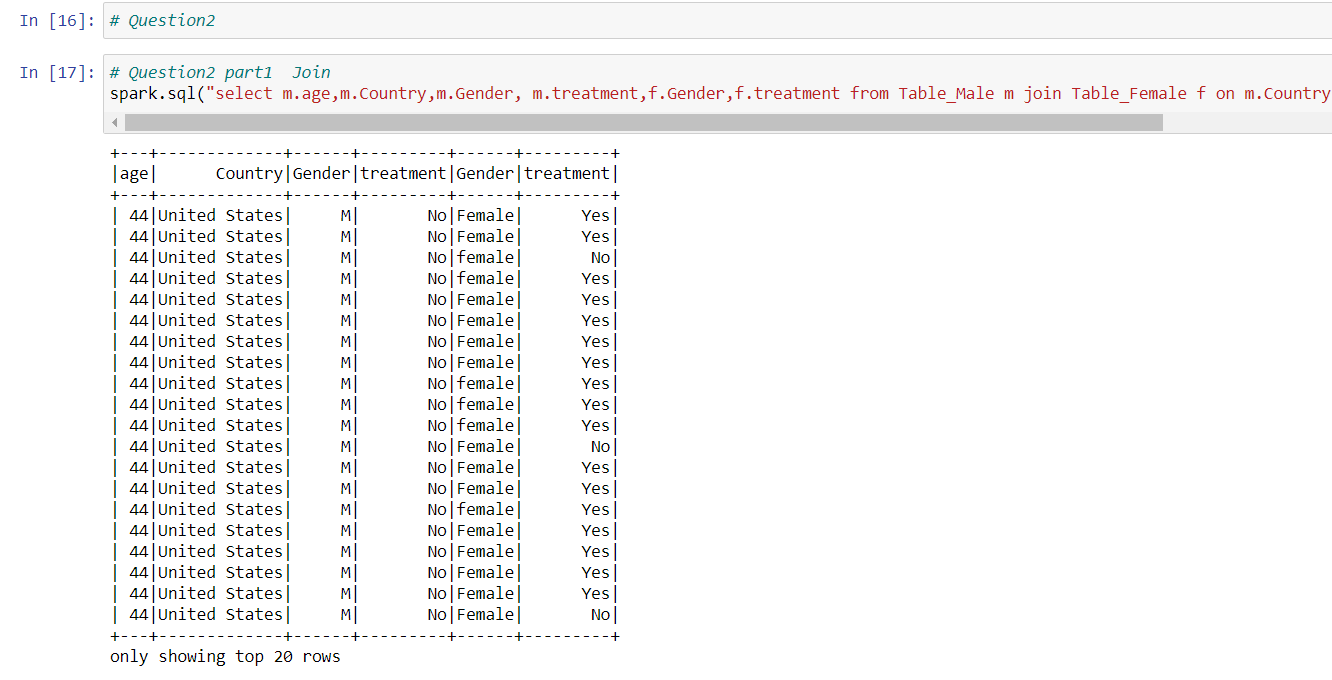 In [16]: # Question2
In [17]: # Question2 part1  Join
spark.sql("select m.age,m.Country,m.Gender, m.treatment,f.Gender,f.treatment from Table_Male m join Table_Female f on m.Country
+---+-------------+------+---------+------+---------+
|age|      Country|Gender|treatment|Gender|treatment|
+---+-------------+------+---------+------+---------+
| 44|United States|     M|       No|Female|      Yes|
| 44|United States|     M|       No|Female|      Yes|
| 44|United States|     M|       No|female|       No|
| 44|United States|     M|       No|female|      Yes|
| 44|United States|     M|       No|Female|      Yes|
| 44|United States|     M|       No|Female|      Yes|
| 44|United States|     M|       No|Female|      Yes|
| 44|United States|     M|       No|Female|      Yes|
| 44|United States|     M|       No|female|      Yes|
| 44|United States|     M|       No|female|      Yes|
| 44|United States|     M|       No|female|      Yes|
| 44|United States|     M|       No|Female|       No|
| 44|United States|     M|       No|Female|      Yes|
| 44|United States|     M|       No|Female|      Yes|
| 44|United States|     M|       No|Female|      Yes|
| 44|United States|     M|       No|Female|      Yes|
| 44|United States|     M|       No|Female|      Yes|
| 44|United States|     M|       No|Female|      Yes|
| 44|United States|     M|       No|Female|      Yes|
| 44|United States|     M|       No|Female|       No|
+---+-------------+------+---------+------+---------+
only showing top 20 rows